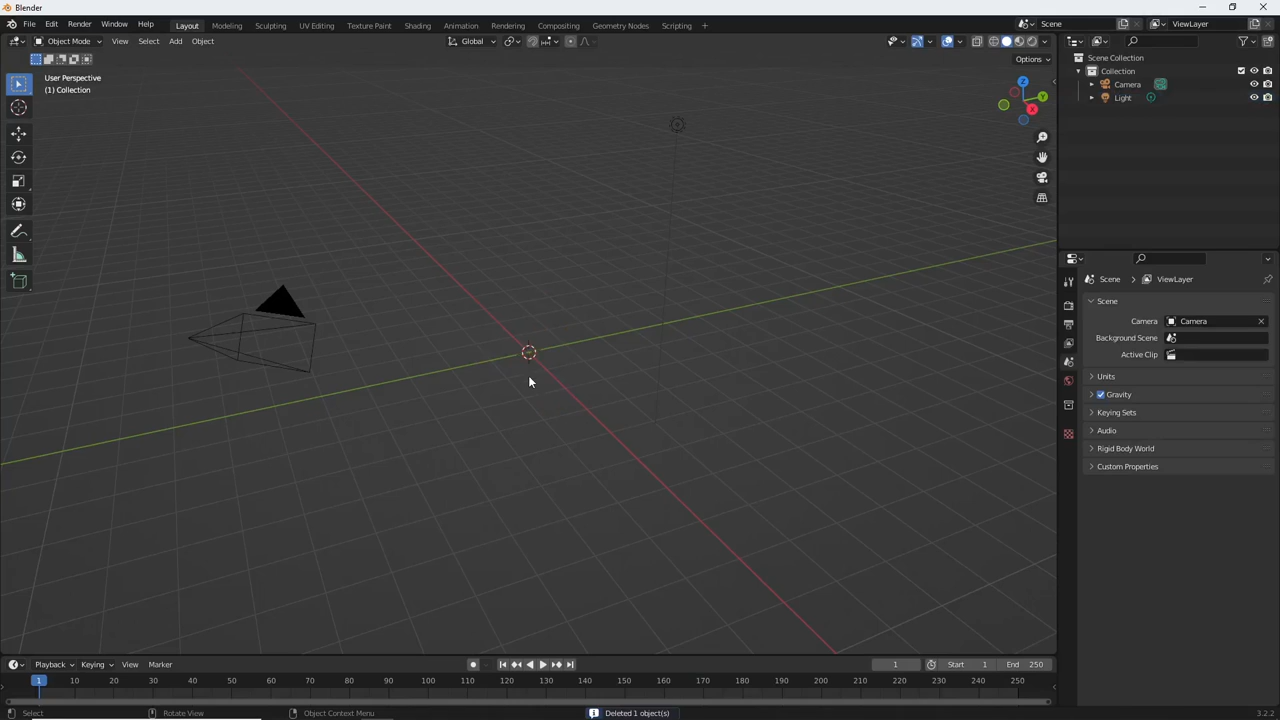 Blender
File Edit Render Window Help Layout Modeling Sculpting UV Editing Texture Paint Shading Animation Rendering Compositing Geometry Nodes Scripting + Scene ViewLayer
Object Mode View Select Add Object Global
Options
User Perspective
(1) Collection
Z
Y
X
Scene Collection
Collection
Camera
Light
Scene ViewLayer
Scene
Camera Camera
Background Scene
Active Clip
Units
Gravity
Keying Sets
Audio
Rigid Body World
Custom Properties
Playback Keying View Marker 1 Start 1 End 250
1 10 20 30 40 50 60 70 80 90 100 110 120 130 140 150 160 170 180 190 200 210 220 230 240 250
Select Rotate View Object Context Menu Deleted 1 object(s) 3.2.2